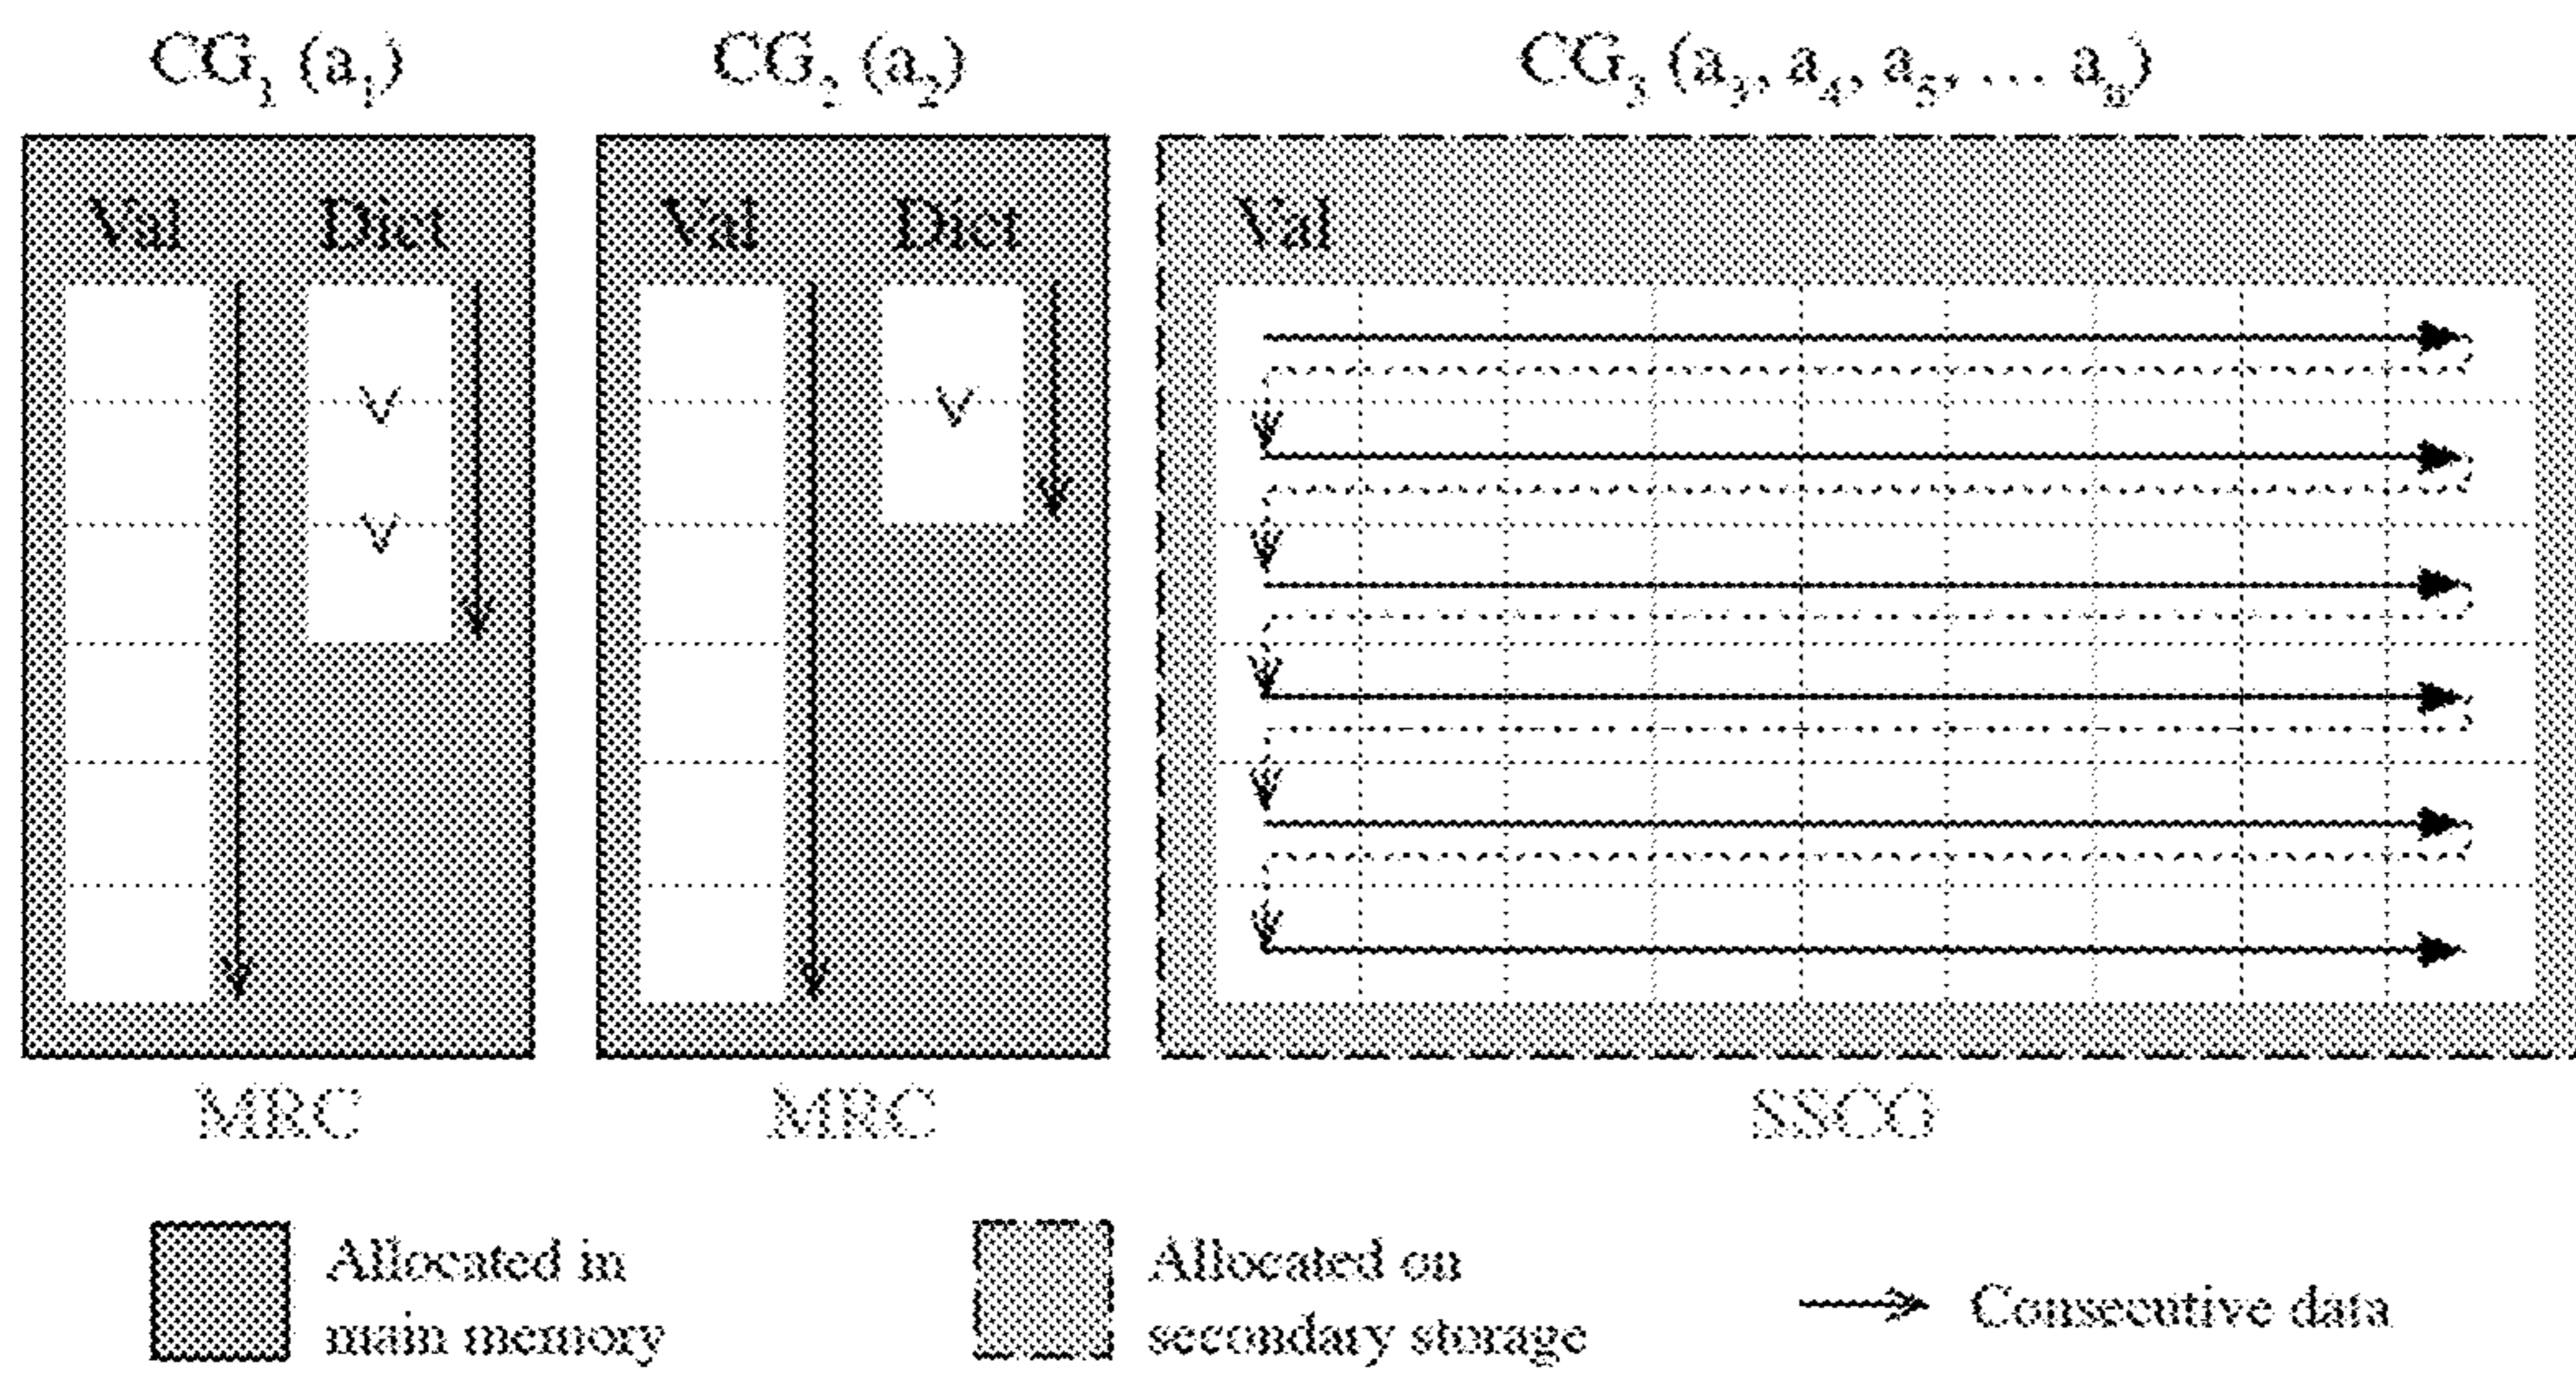 CG₁ (a₁) CG₂ (a₂) CG₃ (a₃, a₄, a₅, … aₙ)
Val Dict Val Dict Val
V V
V
MRC MRC SSCG
Allocated in
main memory
Allocated on
secondary storage
Consecutive data